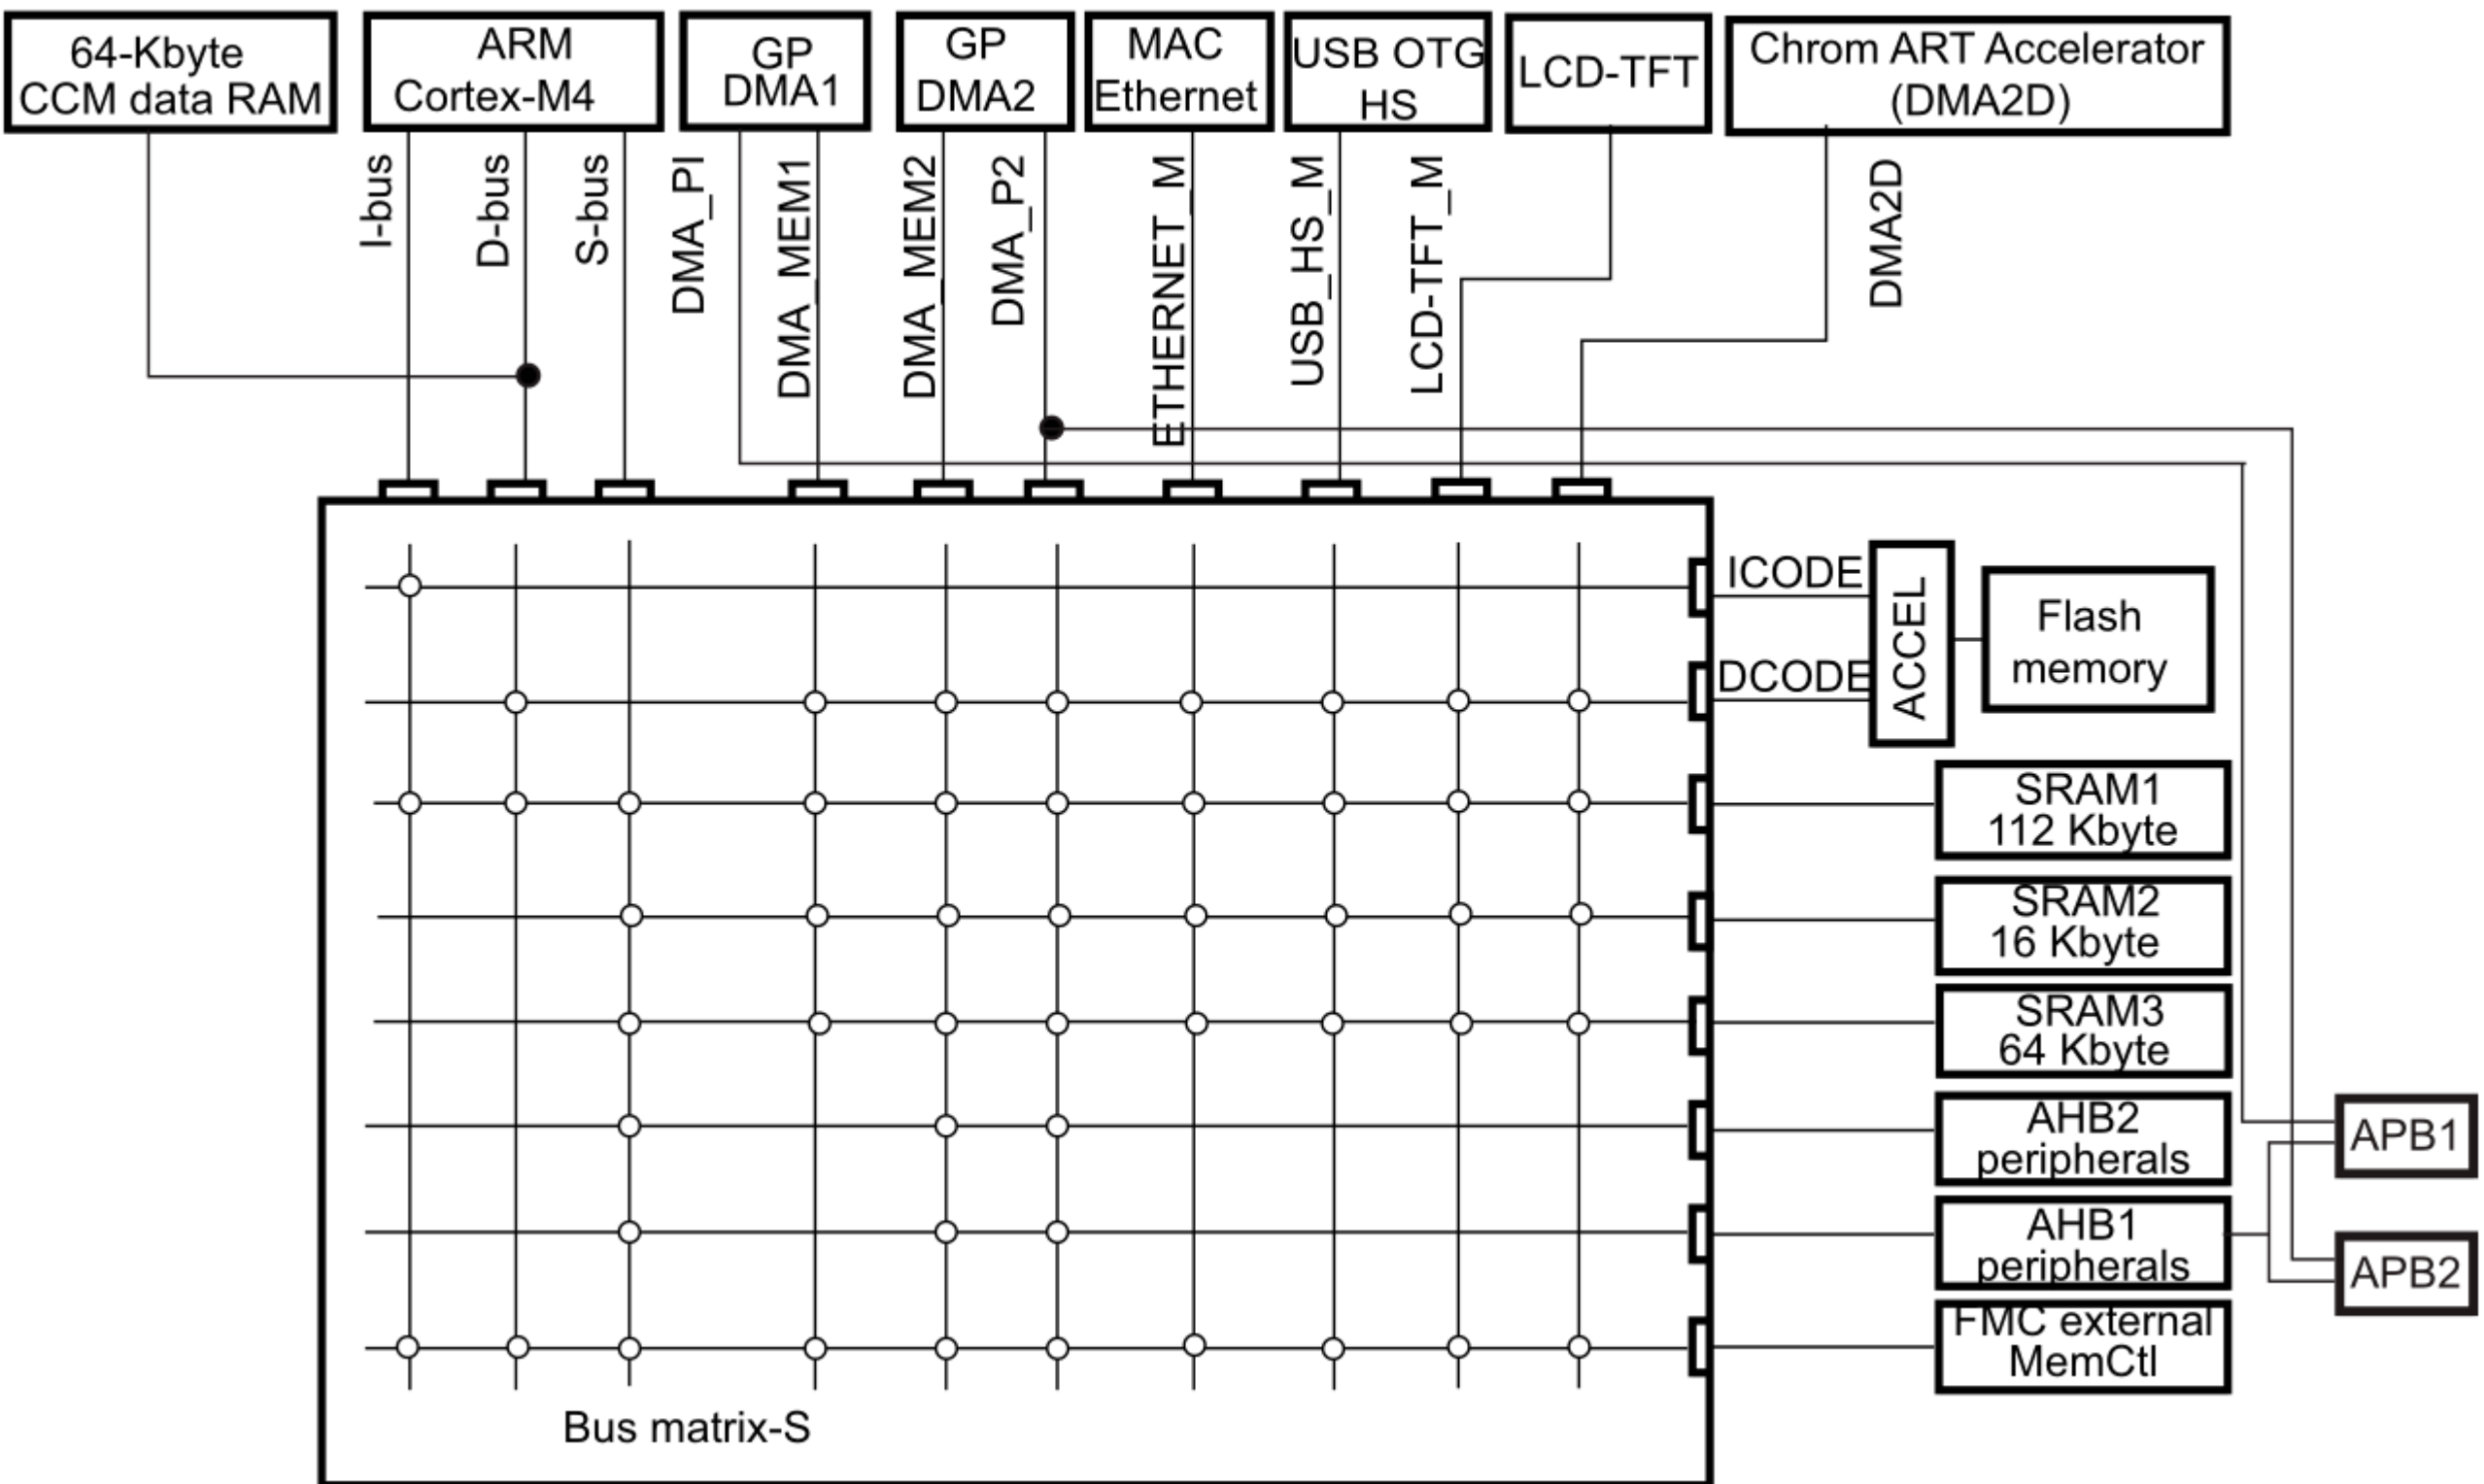 64-Kbyte
CCM data RAM
ARM
Cortex-M4
GP
DMA1
GP
DMA2
MAC
Ethernet
USB OTG
HS
LCD-TFT
Chrom ART Accelerator
(DMA2D)
I-bus
D-bus
S-bus
DMA_PI
DMA_MEM1
DMA_MEM2
DMA_P2
ETHERNET_M
USB_HS_M
LCD-TFT_M
DMA2D
ICODE
DCODE
ACCEL
Flash
memory
SRAM1
112 Kbyte
SRAM2
16 Kbyte
SRAM3
64 Kbyte
AHB2
peripherals
AHB1
peripherals
FMC external
MemCtl
APB1
APB2
Bus matrix-S